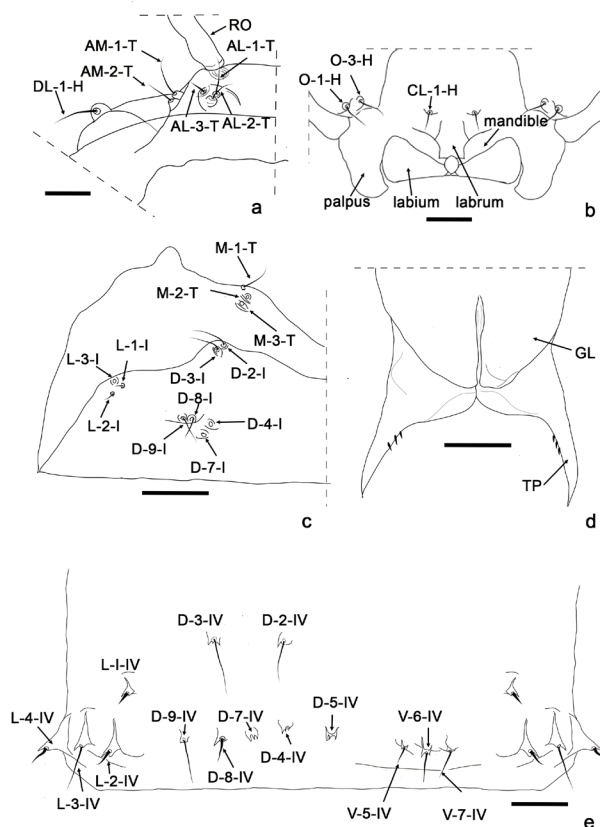 a
RO
AM-1-T
AL-1-T
AM-2-T
DL-1-H
AL-3-T
AL-2-T
b
O-3-H
O-1-H
CL-1-H
mandible
palpus
labium
labrum
c
M-1-T
M-2-T
M-3-T
L-3-I
L-1-I
L-2-I
D-3-I
D-2-I
D-8-I
D-4-I
D-9-I
D-7-I
d
GL
TP
e
D-3-IV
D-2-IV
L-I-IV
L-4-IV
D-9-IV
D-7-IV
D-5-IV
V-6-IV
L-2-IV
D-8-IV
D-4-IV
L-3-IV
V-5-IV
V-7-IV